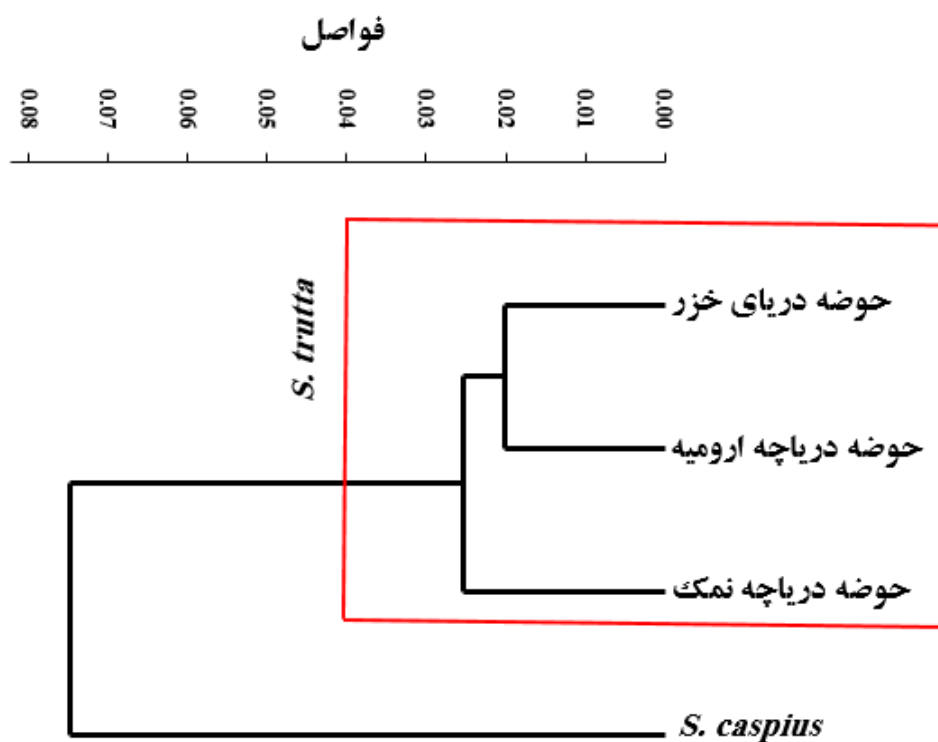 فواصل
0.08 0.07 0.06 0.05 0.04 0.03 0.02 0.01 0.00
S. trutta
حوضه دریای خزر
حوضه دریاچه ارومیه
حوضه دریاچه نمک
S. caspius